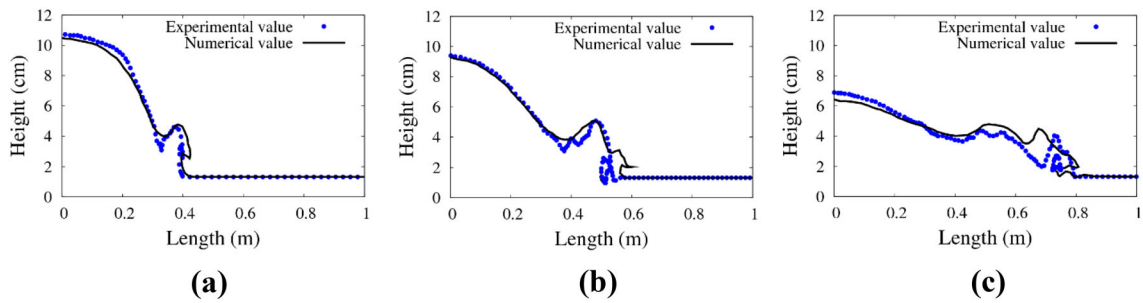 12
10
8
6
4
2
0
Height (cm)
Experimental value
Numerical value
0 0.2 0.4 0.6 0.8 1
Length (m)
(a)
12
10
8
6
4
2
0
Height (cm)
Experimental value
Numerical value
0 0.2 0.4 0.6 0.8 1
Length (m)
(b)
12
10
8
6
4
2
0
Height (cm)
Experimental value
Numerical value
0 0.2 0.4 0.6 0.8 1
Length (m)
(c)